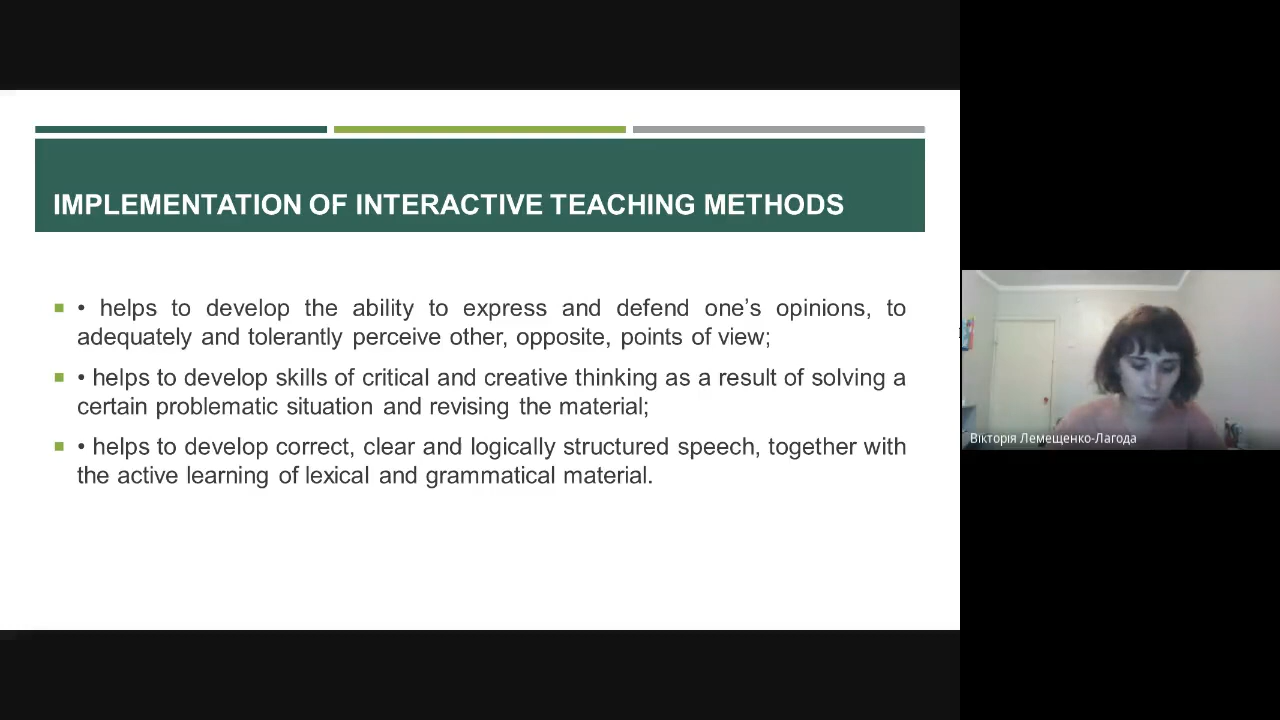 IMPLEMENTATION OF INTERACTIVE TEACHING METHODS
• helps to develop the ability to express and defend one’s opinions, to
adequately and tolerantly perceive other, opposite, points of view;
• helps to develop skills of critical and creative thinking as a result of solving a
certain problematic situation and revising the material;
• helps to develop correct, clear and logically structured speech, together with
the active learning of lexical and grammatical material.
Вікторія Лемещенко-Лагода